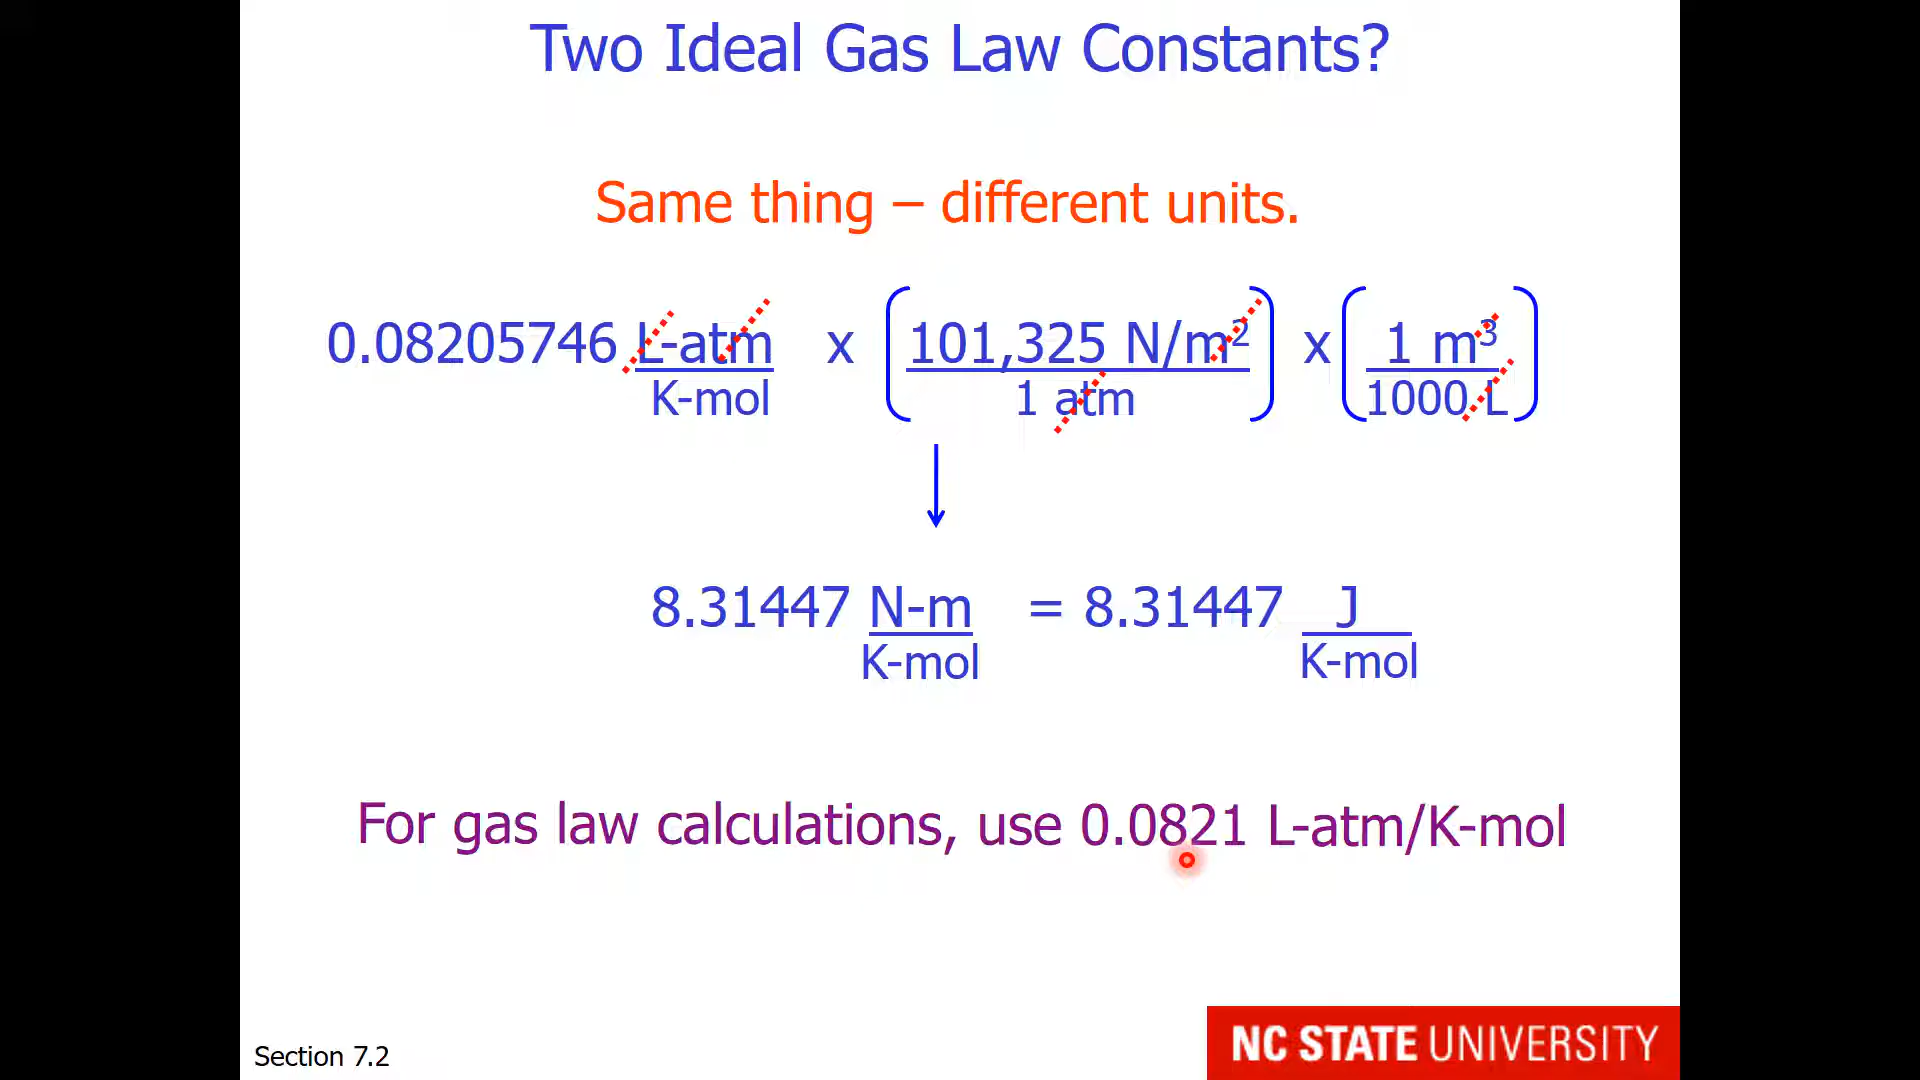 Two Ideal Gas Law Constants?
Same thing – different units.
0.08205746 L-atm x (101,325 N/m² x (1 m³
K-mol 1 atm) 1000 L)
8.31447 N-m = 8.31447 J
K-mol K-mol
For gas law calculations, use 0.0821 L-atm/K-mol
Section 7.2
NC STATE UNIVERSITY